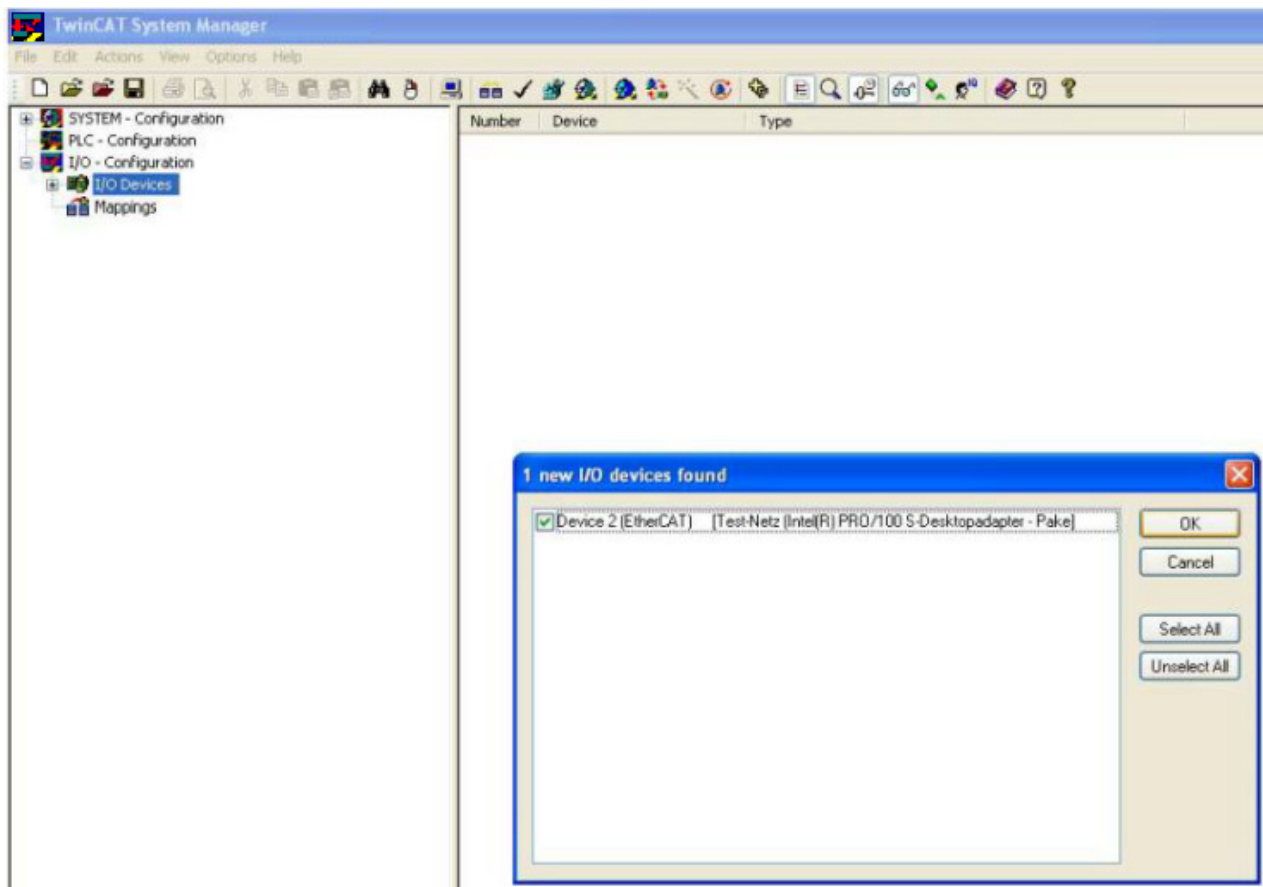 TwinCAT System Manager
File Edit Actions View Options Help
SYSTEM - Configuration
PLC - Configuration
I/O - Configuration
I/O Devices
Mappings
Number Device Type
1 new I/O devices found
Device 2 (EtherCAT) [Test-Netz (Intel(R) PRO/100 S-Desktopadapter - Pake]
OK
Cancel
Select All
Unselect All